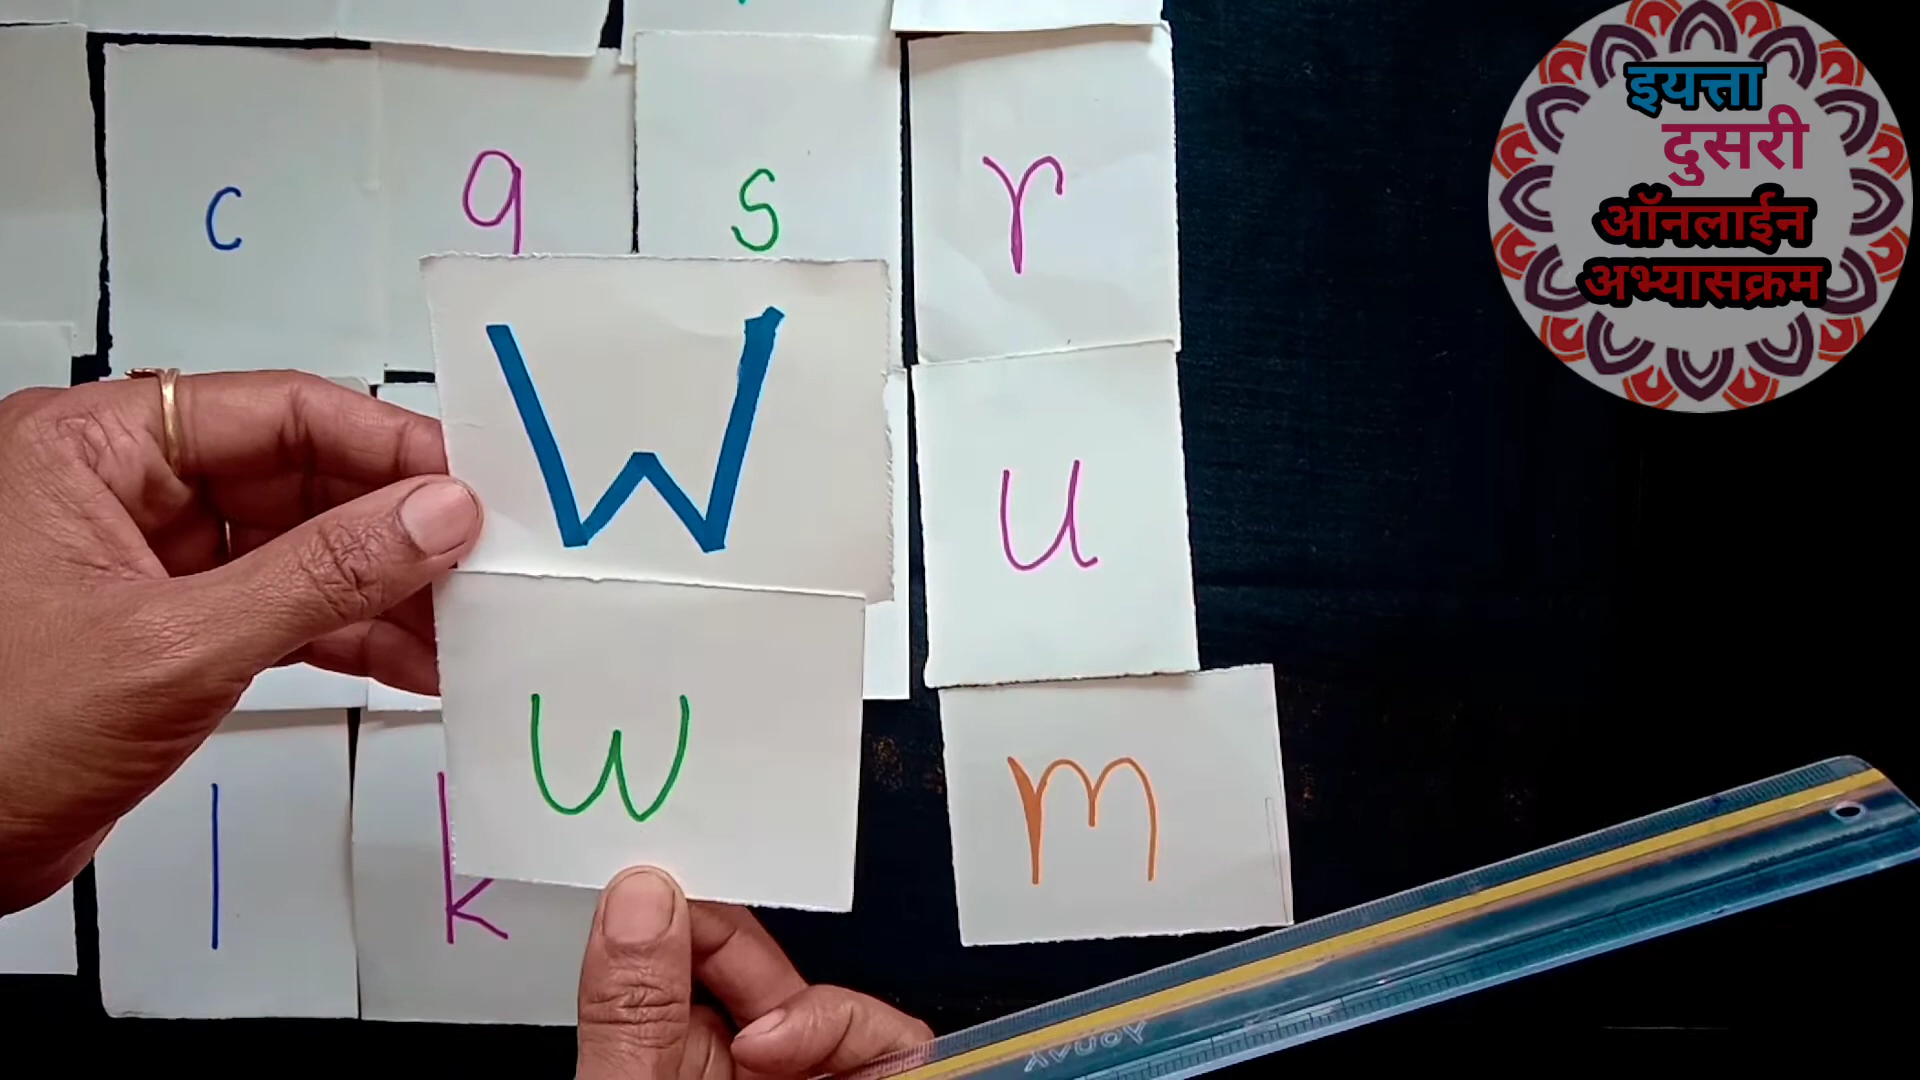 c q s r
W
u
w
m
l k
इयत्ता
दुसरी
ऑनलाईन
अभ्यासक्रम